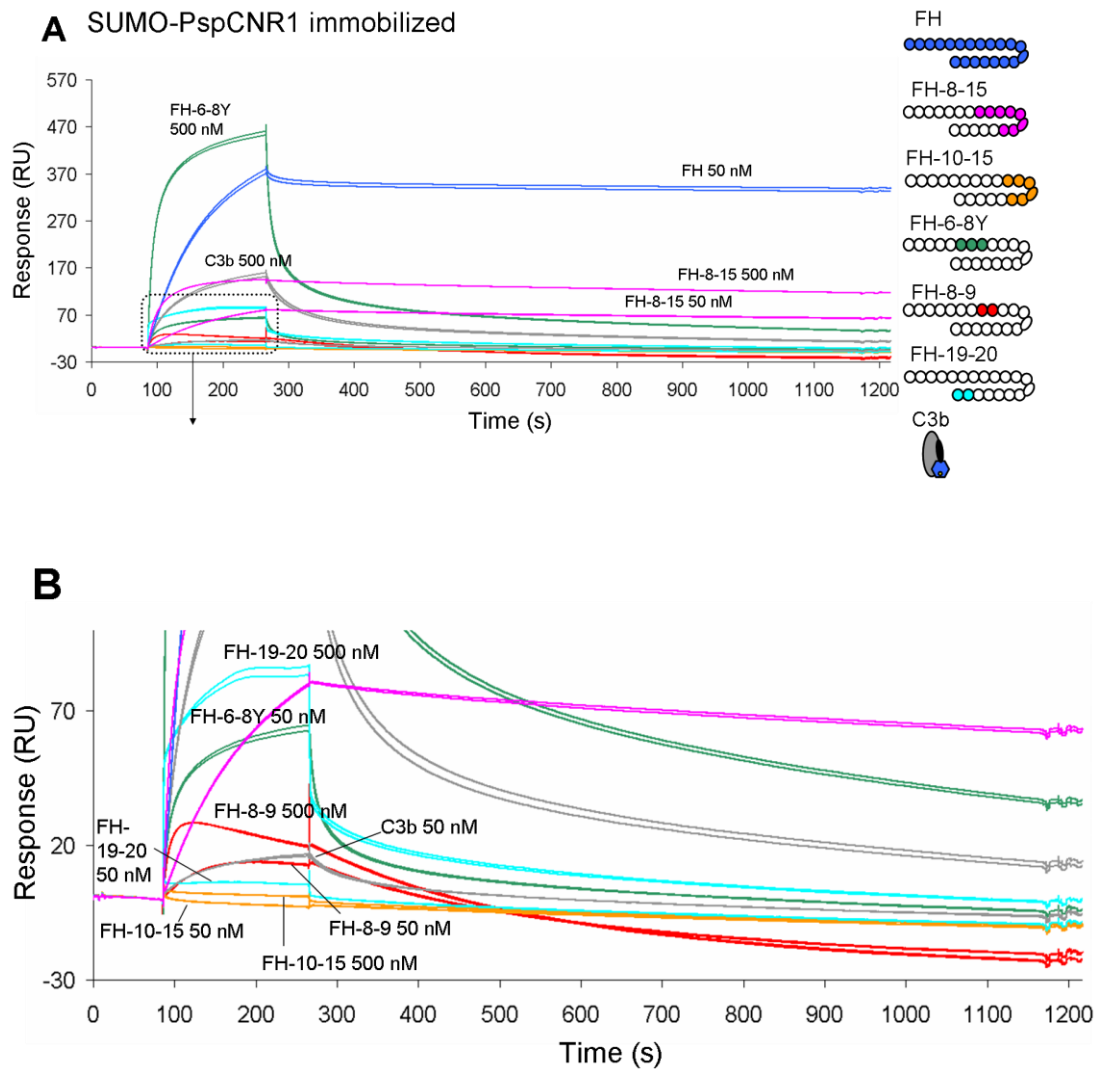 A SUMO-PspCNR1 immobilized
FH
570
470
370
270
170
70
-30
Response (RU)
FH-6-8Y
500 nM
FH 50 nM
C3b 500 nM
FH-8-15 500 nM
FH-8-15 50 nM
0 100 200 300 400 500 600 700 800 900 1000 1100 1200
Time (s)
FH-8-15
FH-10-15
FH-6-8Y
FH-8-9
FH-19-20
C3b
B
70
20
-30
Response (RU)
FH-19-20 500 nM
FH-6-8Y 50 nM
FH-8-9 500 nM
C3b 50 nM
FH-
19-20
50 nM
FH-10-15 50 nM
FH-8-9 50 nM
FH-10-15 500 nM
0 100 200 300 400 500 600 700 800 900 1000 1100 1200
Time (s)